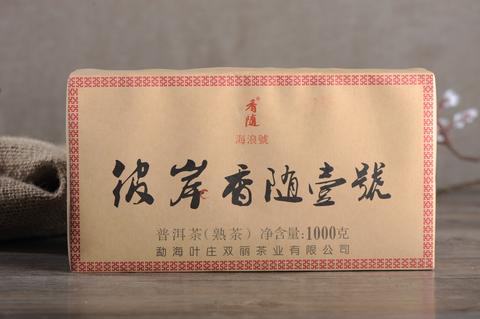 香随®
海浪號
彼岸香随壹號
普洱茶(熟茶) 净含量:1000克
勐海叶庄双丽茶业有限公司